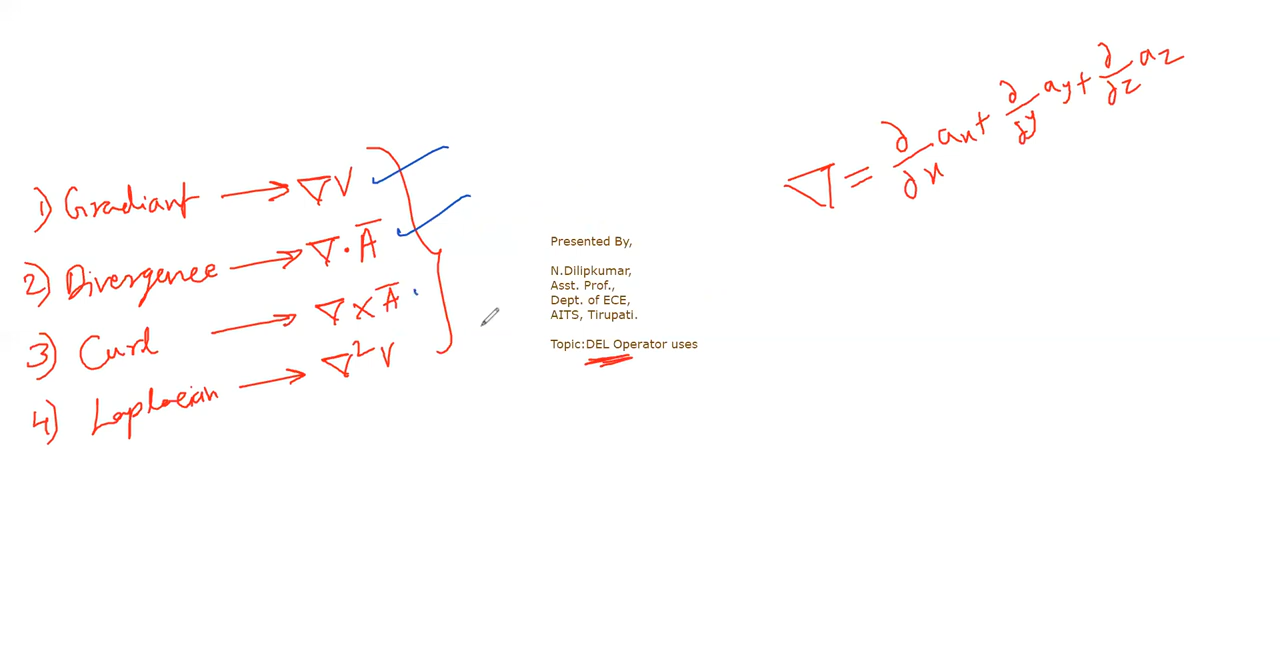 1) Gradiant → ∇V
2) Divergence → ∇ · A̅
3) Curl → ∇ × A̅
4) Laplacian → ∇² V
Presented By,
N.Dilipkumar,
Asst. Prof.,
Dept. of ECE,
AITS, Tirupati.
Topic:DEL Operator uses
∇ = ∂/∂x ax + ∂/∂y ay + ∂/∂z az